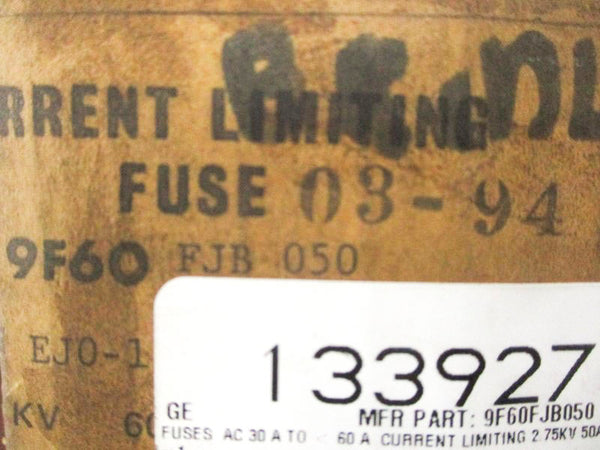 RRENT LIMITING
FUSE 03-94
9F60 FJB 050
EJ0-1
133927
KV 60
GE MFR PART: 9F60FJB050
FUSES AC 30 A TO < 60 A CURRENT LIMITING 2.75KV 50A